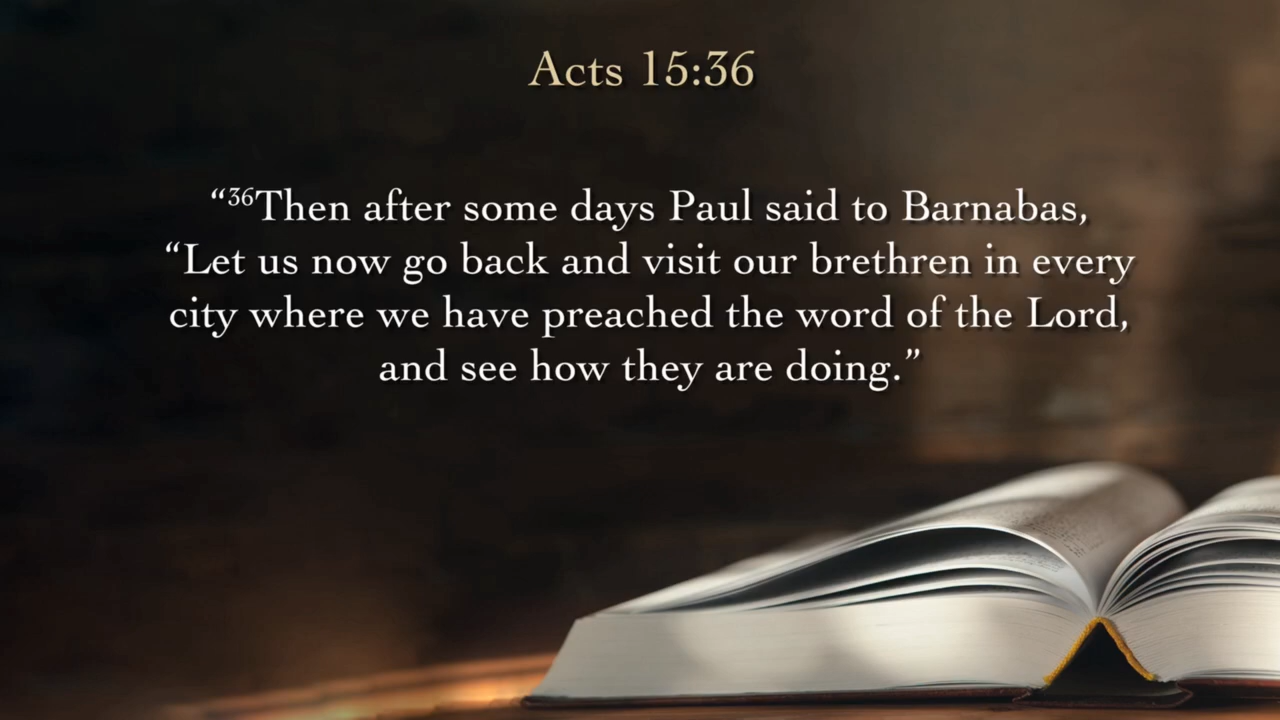 Acts 15:36
“³⁶Then after some days Paul said to Barnabas,
“Let us now go back and visit our brethren in every
city where we have preached the word of the Lord,
and see how they are doing.”